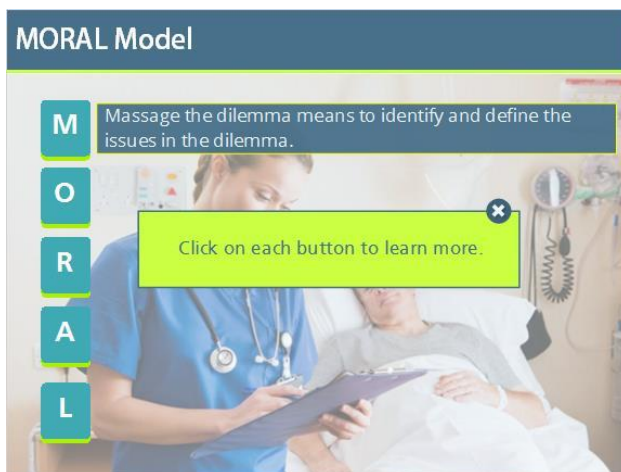 MORAL Model
M
Massage the dilemma means to identify and define the
issues in the dilemma.
O
Click on each button to learn more.
R
A
L